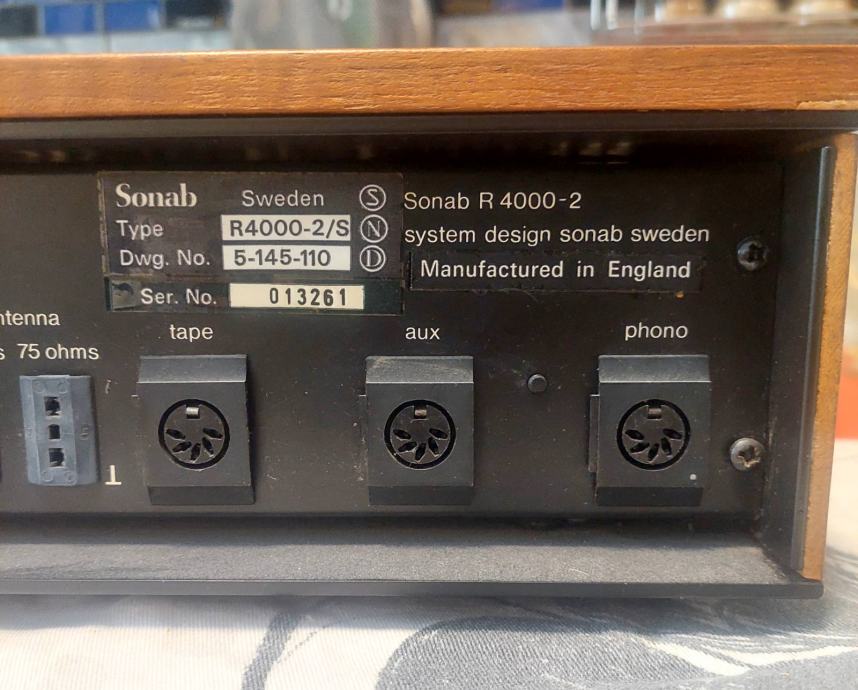 Sonab Sweden Ⓢ
Type R4000-2/S Ⓝ
Dwg. No. 5-145-110 Ⓓ
Ser. No. 013261
Sonab R 4000-2
system design sonab sweden
Manufactured in England
75 ohms
tape
aux
phono